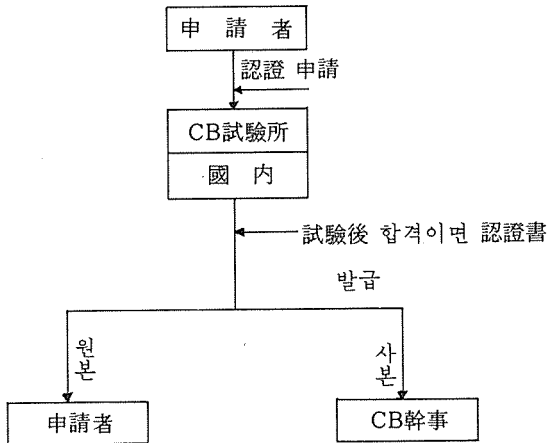 申 請 者
認證 申請
CB試驗所
國 內
試驗後 합격이면 認證書
발급
원본
사본
申請者
CB幹事